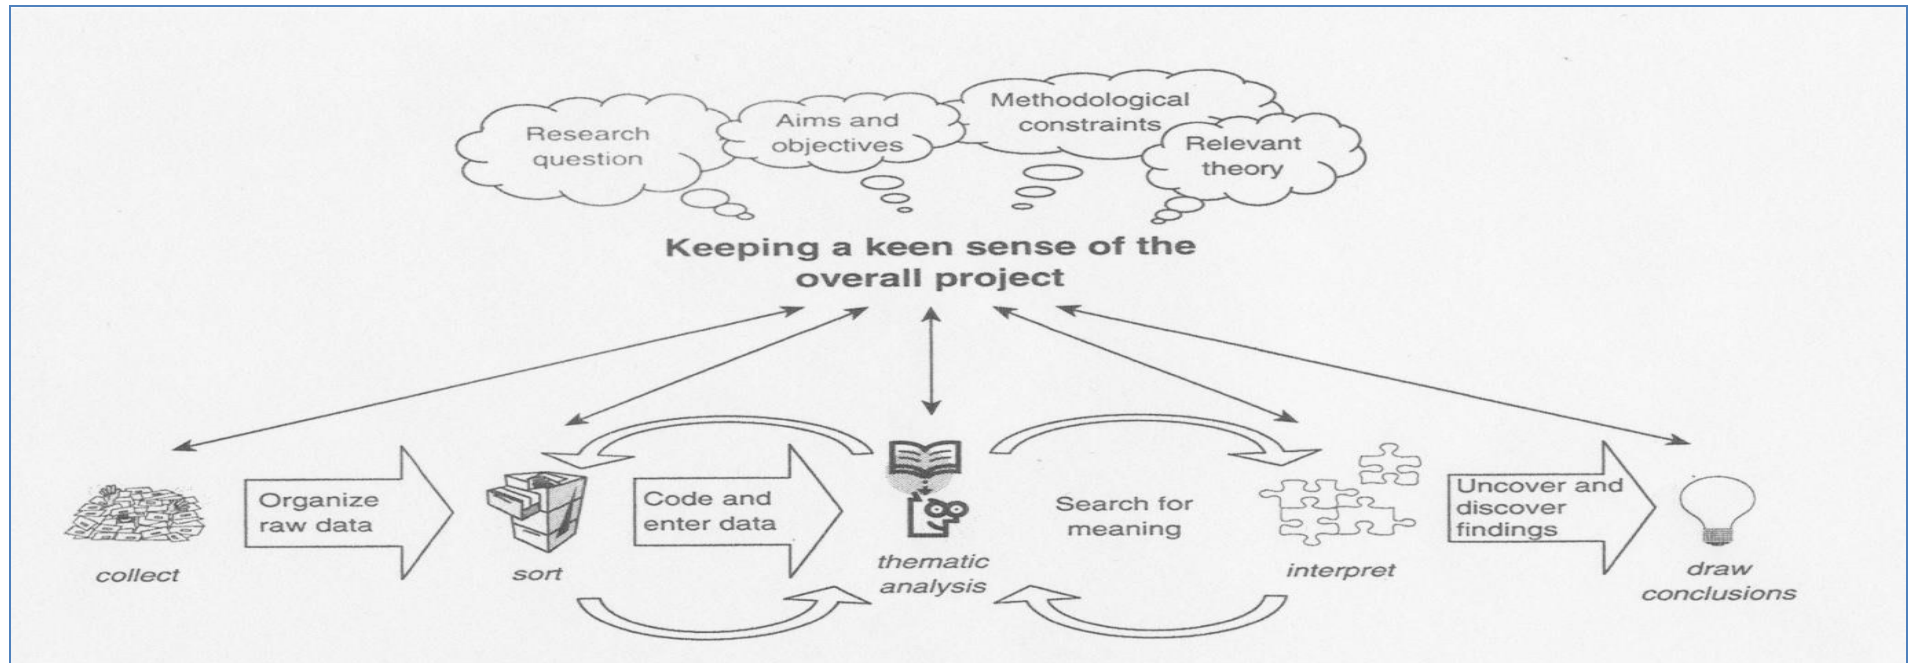 Research
question
Aims and
objectives
Methodological
constraints
Relevant
theory
Keeping a keen sense of the
overall project
Organize
raw data
Code and
enter data
Search for
meaning
Uncover and
discover
findings
collect
sort
thematic
analysis
interpret
draw
conclusions